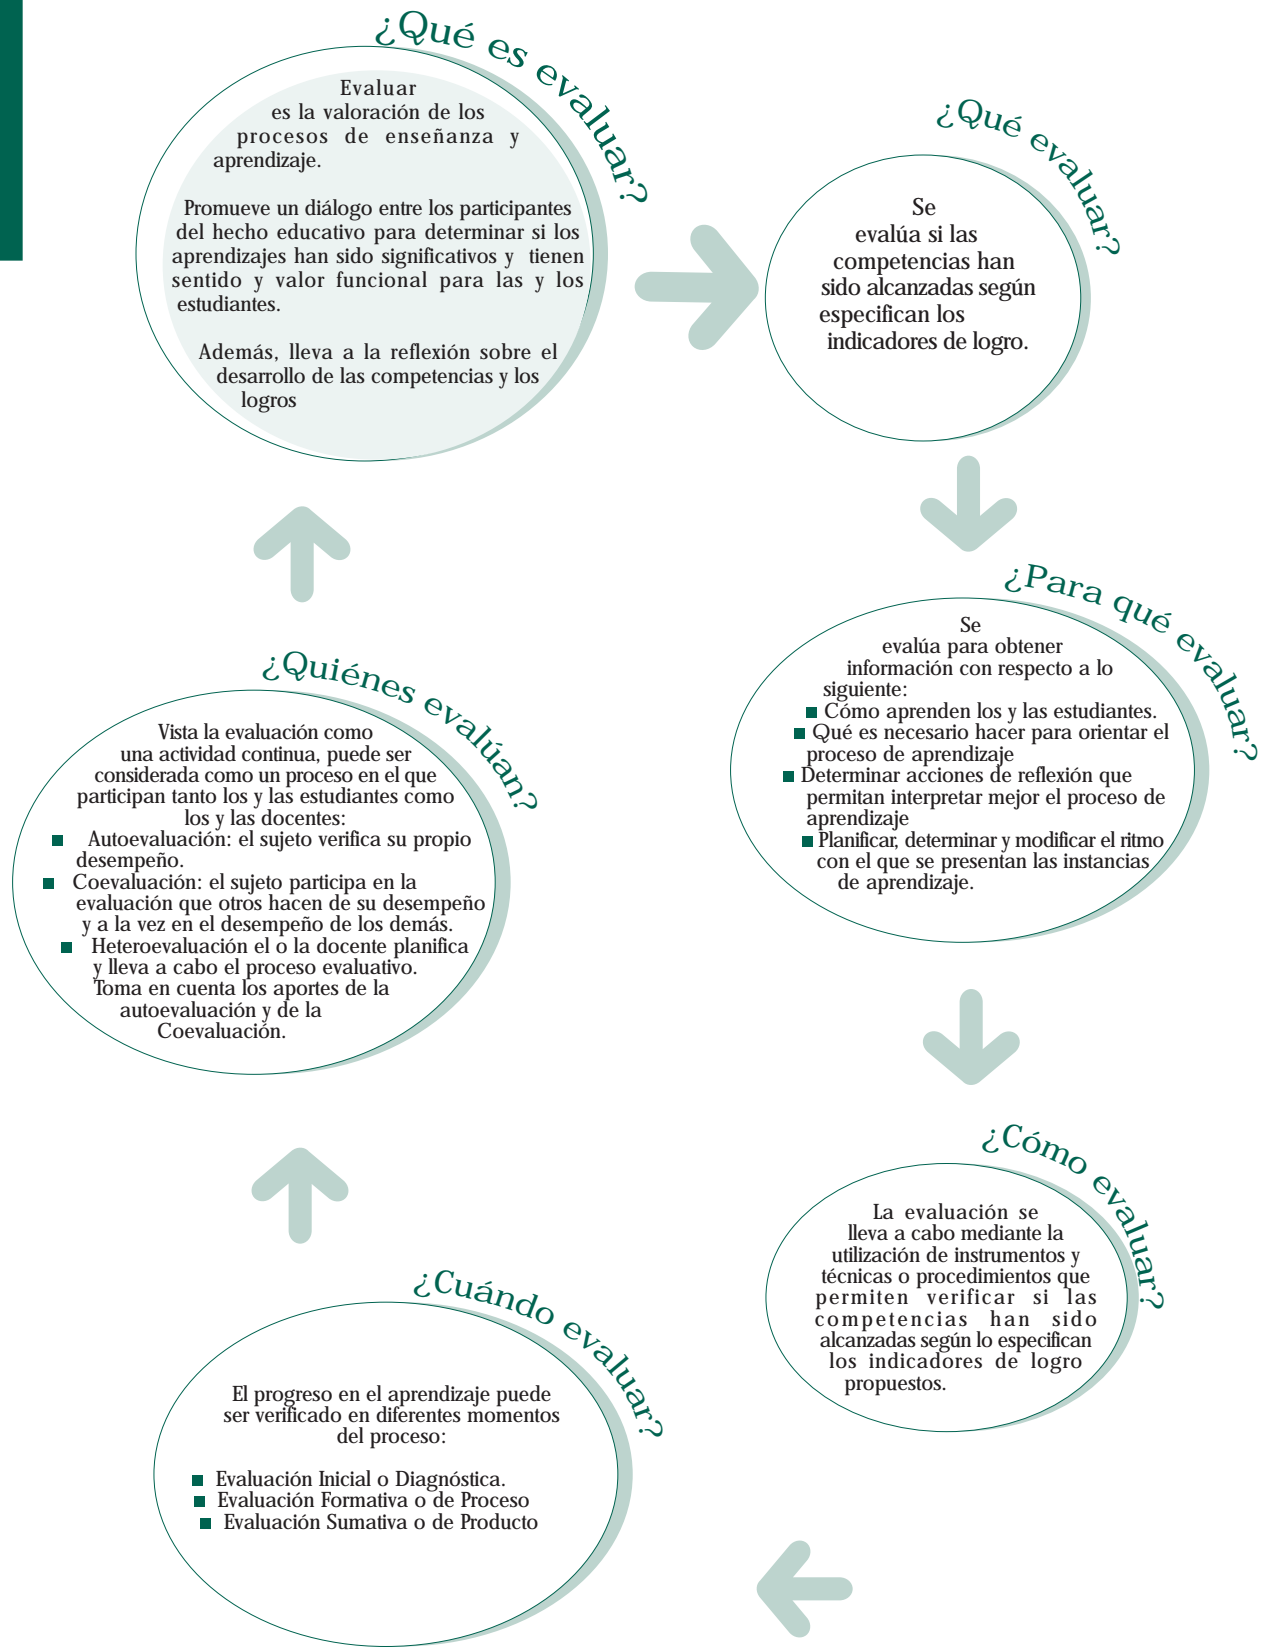 ¿Qué es evaluar?
Evaluar
es la valoración de los
procesos de enseñanza y
aprendizaje.
Promueve un diálogo entre los participantes
del hecho educativo para determinar si los
aprendizajes han sido significativos y tienen
sentido y valor funcional para las y los
estudiantes.
Además, lleva a la reflexión sobre el
desarrollo de las competencias y los
logros
¿Qué evaluar?
Se
evalúa si las
competencias han
sido alcanzadas según
especifican los
indicadores de logro.
¿Para qué evaluar?
Se
evalúa para obtener
información con respecto a lo
siguiente:
■ Cómo aprenden los y las estudiantes.
■ Qué es necesario hacer para orientar el
proceso de aprendizaje
■ Determinar acciones de reflexión que
permitan interpretar mejor el proceso de
aprendizaje
■ Planificar, determinar y modificar el ritmo
con el que se presentan las instancias
de aprendizaje.
¿Cómo evaluar?
La evaluación se
lleva a cabo mediante la
utilización de instrumentos y
técnicas o procedimientos que
permiten verificar si las
competencias han sido
alcanzadas según lo especifican
los indicadores de logro
propuestos.
¿Cuándo evaluar?
El progreso en el aprendizaje puede
ser verificado en diferentes momentos
del proceso:
■ Evaluación Inicial o Diagnóstica.
■ Evaluación Formativa o de Proceso
■ Evaluación Sumativa o de Producto
¿Quiénes evalúan?
Vista la evaluación como
una actividad continua, puede ser
considerada como un proceso en el que
participan tanto los y las estudiantes como
los y las docentes:
■ Autoevaluación: el sujeto verifica su propio
desempeño.
■ Coevaluación: el sujeto participa en la
evaluación que otros hacen de su desempeño
y a la vez en el desempeño de los demás.
■ Heteroevaluación el o la docente planifica
y lleva a cabo el proceso evaluativo.
Toma en cuenta los aportes de la
autoevaluación y de la
Coevaluación.